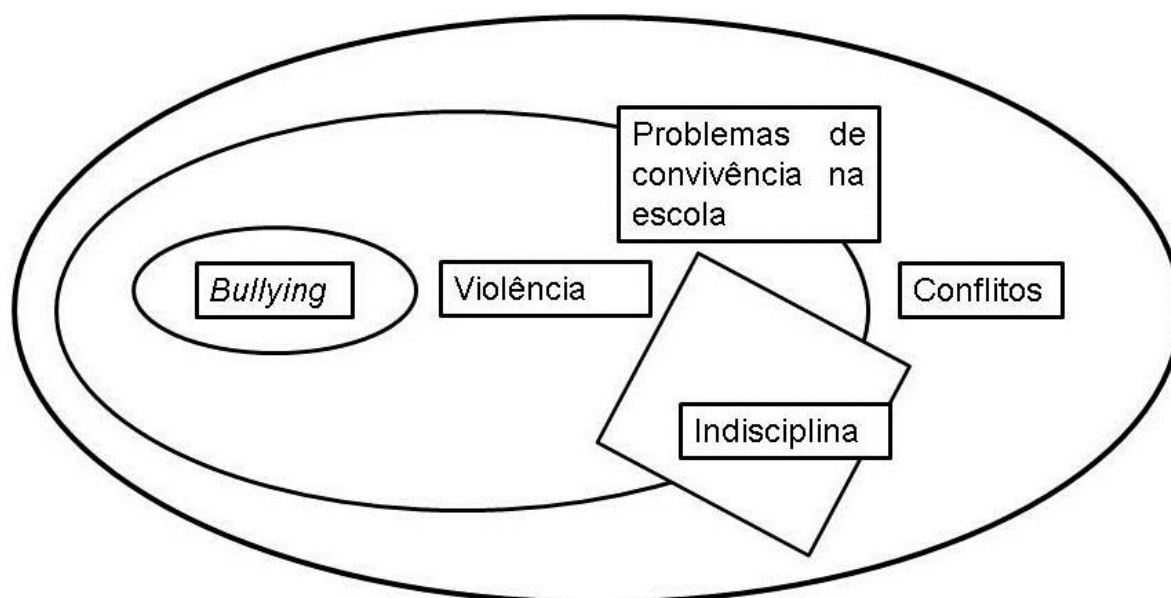 Problemas de
convivência na
escola
Bullying
Violência
Conflitos
Indisciplina